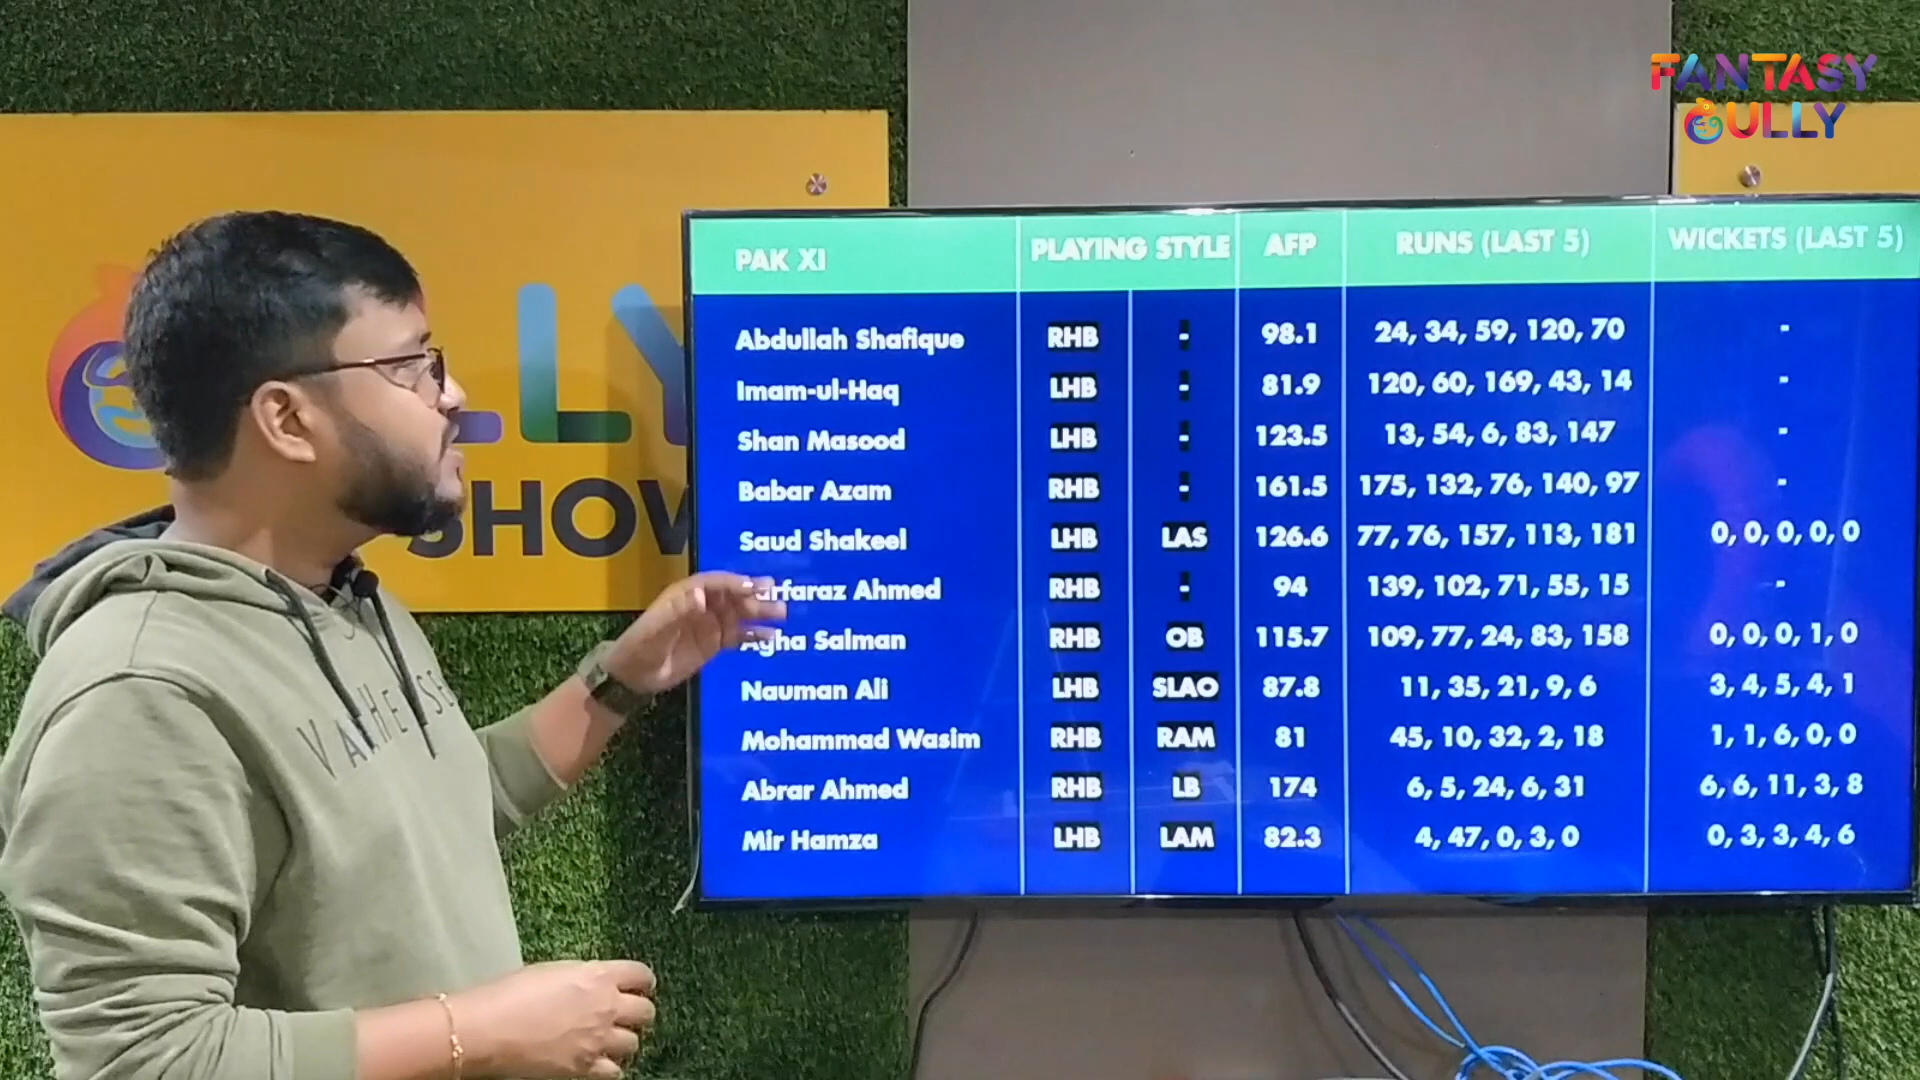 FANTASY
GULLY
LLY
SHOW
PAK XI PLAYING STYLE AFP RUNS (LAST 5) WICKETS (LAST 5)
Abdullah Shafique RHB - 98.1 24, 34, 59, 120, 70 -
Imam-ul-Haq LHB - 81.9 120, 60, 169, 43, 14 -
Shan Masood LHB - 123.5 13, 54, 6, 83, 147 -
Babar Azam RHB - 161.5 175, 132, 76, 140, 97 -
Saud Shakeel LHB LAS 126.6 77, 76, 157, 113, 181 0, 0, 0, 0, 0
arfaraz Ahmed RHB - 94 139, 102, 71, 55, 15 -
Agha Salman RHB OB 115.7 109, 77, 24, 83, 158 0, 0, 0, 1, 0
Nauman Ali LHB SLAO 87.8 11, 35, 21, 9, 6 3, 4, 5, 4, 1
Mohammad Wasim RHB RAM 81 45, 10, 32, 2, 18 1, 1, 6, 0, 0
Abrar Ahmed RHB LB 174 6, 5, 24, 6, 31 6, 6, 11, 3, 8
Mir Hamza LHB LAM 82.3 4, 47, 0, 3, 0 0, 3, 3, 4, 6